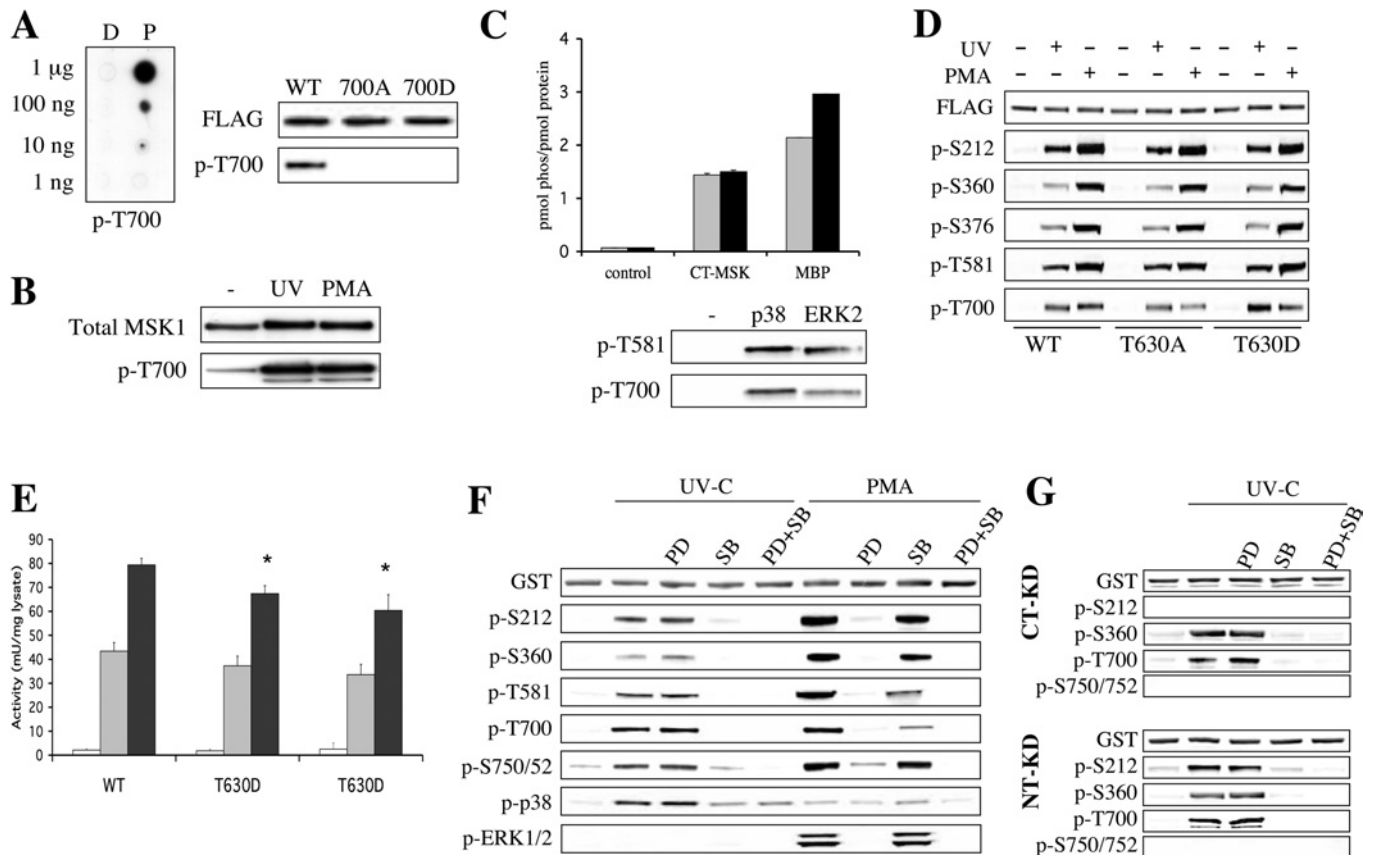 A
D P
1 µg
100 ng
10 ng
1 ng
p-T700
WT 700A 700D
FLAG
p-T700
B
- UV PMA
Total MSK1
p-T700
C
pmol phos/pmol protein
4
3
2
1
0
control CT-MSK MBP
- p38 ERK2
p-T581
p-T700
D
UV - + - - + - - + -
PMA - - + - - + - - +
FLAG
p-S212
p-S360
p-S376
p-T581
p-T700
WT T630A T630D
E
Activity (mU/mg lysate)
90
80
70
60
50
40
30
20
10
0
* *
WT T630D T630D
F
UV-C PMA
PD SB PD+SB PD SB PD+SB
GST
p-S212
p-S360
p-T581
p-T700
p-S750/52
p-p38
p-ERK1/2
G
UV-C
PD SB PD+SB
CT-KD
GST
p-S212
p-S360
p-T700
p-S750/752
NT-KD
GST
p-S212
p-S360
p-T700
p-S750/752